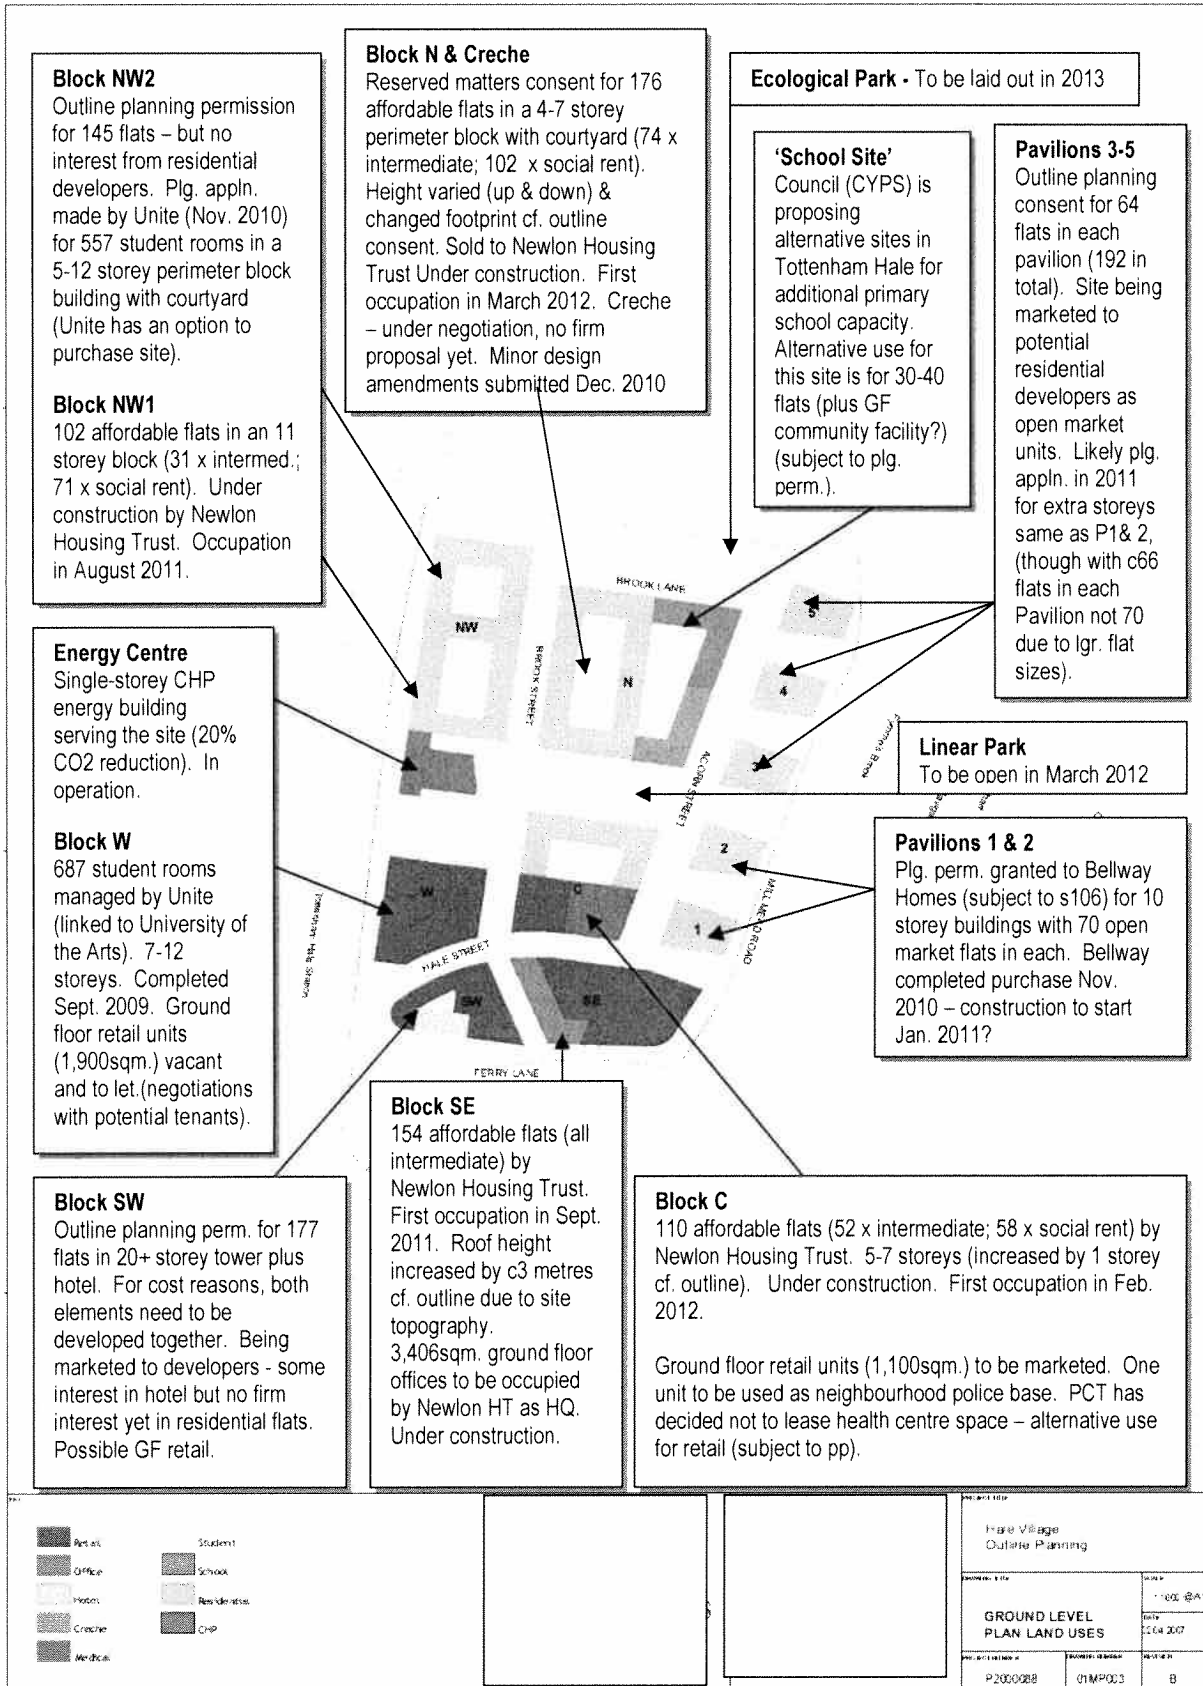 Block NW2
Outline planning permission
for 145 flats – but no
interest from residential
developers. Plg. appln.
made by Unite (Nov. 2010)
for 557 student rooms in a
5-12 storey perimeter block
building with courtyard
(Unite has an option to
purchase site).
Block NW1
102 affordable flats in an 11
storey block (31 x intermed.;
71 x social rent). Under
construction by Newlon
Housing Trust. Occupation
in August 2011.
Block N & Creche
Reserved matters consent for 176
affordable flats in a 4-7 storey
perimeter block with courtyard (74 x
intermediate; 102 x social rent).
Height varied (up & down) &
changed footprint cf. outline
consent. Sold to Newlon Housing
Trust Under construction. First
occupation in March 2012. Creche
– under negotiation, no firm
proposal yet. Minor design
amendments submitted Dec. 2010
Ecological Park - To be laid out in 2013
'School Site'
Council (CYPS) is
proposing
alternative sites in
Tottenham Hale for
additional primary
school capacity.
Alternative use for
this site is for 30-40
flats (plus GF
community facility?)
(subject to plg.
perm.).
Pavilions 3-5
Outline planning
consent for 64
flats in each
pavilion (192 in
total). Site being
marketed to
potential
residential
developers as
open market
units. Likely plg.
appln. in 2011
for extra storeys
same as P1& 2,
(though with c66
flats in each
Pavilion not 70
due to lgr. flat
sizes).
Energy Centre
Single-storey CHP
energy building
serving the site (20%
CO2 reduction). In
operation.
Block W
687 student rooms
managed by Unite
(linked to University of
the Arts). 7-12
storeys. Completed
Sept. 2009. Ground
floor retail units
(1,900sqm.) vacant
and to let.(negotiations
with potential tenants).
BROOK LANE
NW
BROOK STREET
N
5
4
3
ACORN STREET
2
1
MILL MEAD ROAD
W
C
HALE STREET
SW
SE
FERRY LANE
Tottenham Hale Station
Linear Park
To be open in March 2012
Pavilions 1 & 2
Plg. perm. granted to Bellway
Homes (subject to s106) for 10
storey buildings with 70 open
market flats in each. Bellway
completed purchase Nov.
2010 – construction to start
Jan. 2011?
Block SW
Outline planning perm. for 177
flats in 20+ storey tower plus
hotel. For cost reasons, both
elements need to be
developed together. Being
marketed to developers - some
interest in hotel but no firm
interest yet in residential flats.
Possible GF retail.
Block SE
154 affordable flats (all
intermediate) by
Newlon Housing Trust.
First occupation in Sept.
2011. Roof height
increased by c3 metres
cf. outline due to site
topography.
3,406sqm. ground floor
offices to be occupied
by Newlon HT as HQ.
Under construction.
Block C
110 affordable flats (52 x intermediate; 58 x social rent) by
Newlon Housing Trust. 5-7 storeys (increased by 1 storey
cf. outline). Under construction. First occupation in Feb.
2012.
Ground floor retail units (1,100sqm.) to be marketed. One
unit to be used as neighbourhood police base. PCT has
decided not to lease health centre space – alternative use
for retail (subject to pp).
Retail
Office
Hotel
Creche
Medical
Student
School
Residential
CHP
PROJECT TITLE
Hale Village
Outline Planning
DRAWING TITLE
GROUND LEVEL
PLAN LAND USES
SCALE
DATE
PROJECT NUMBER
P2000088
DRAWING NUMBER
01MP003
REVISION
B